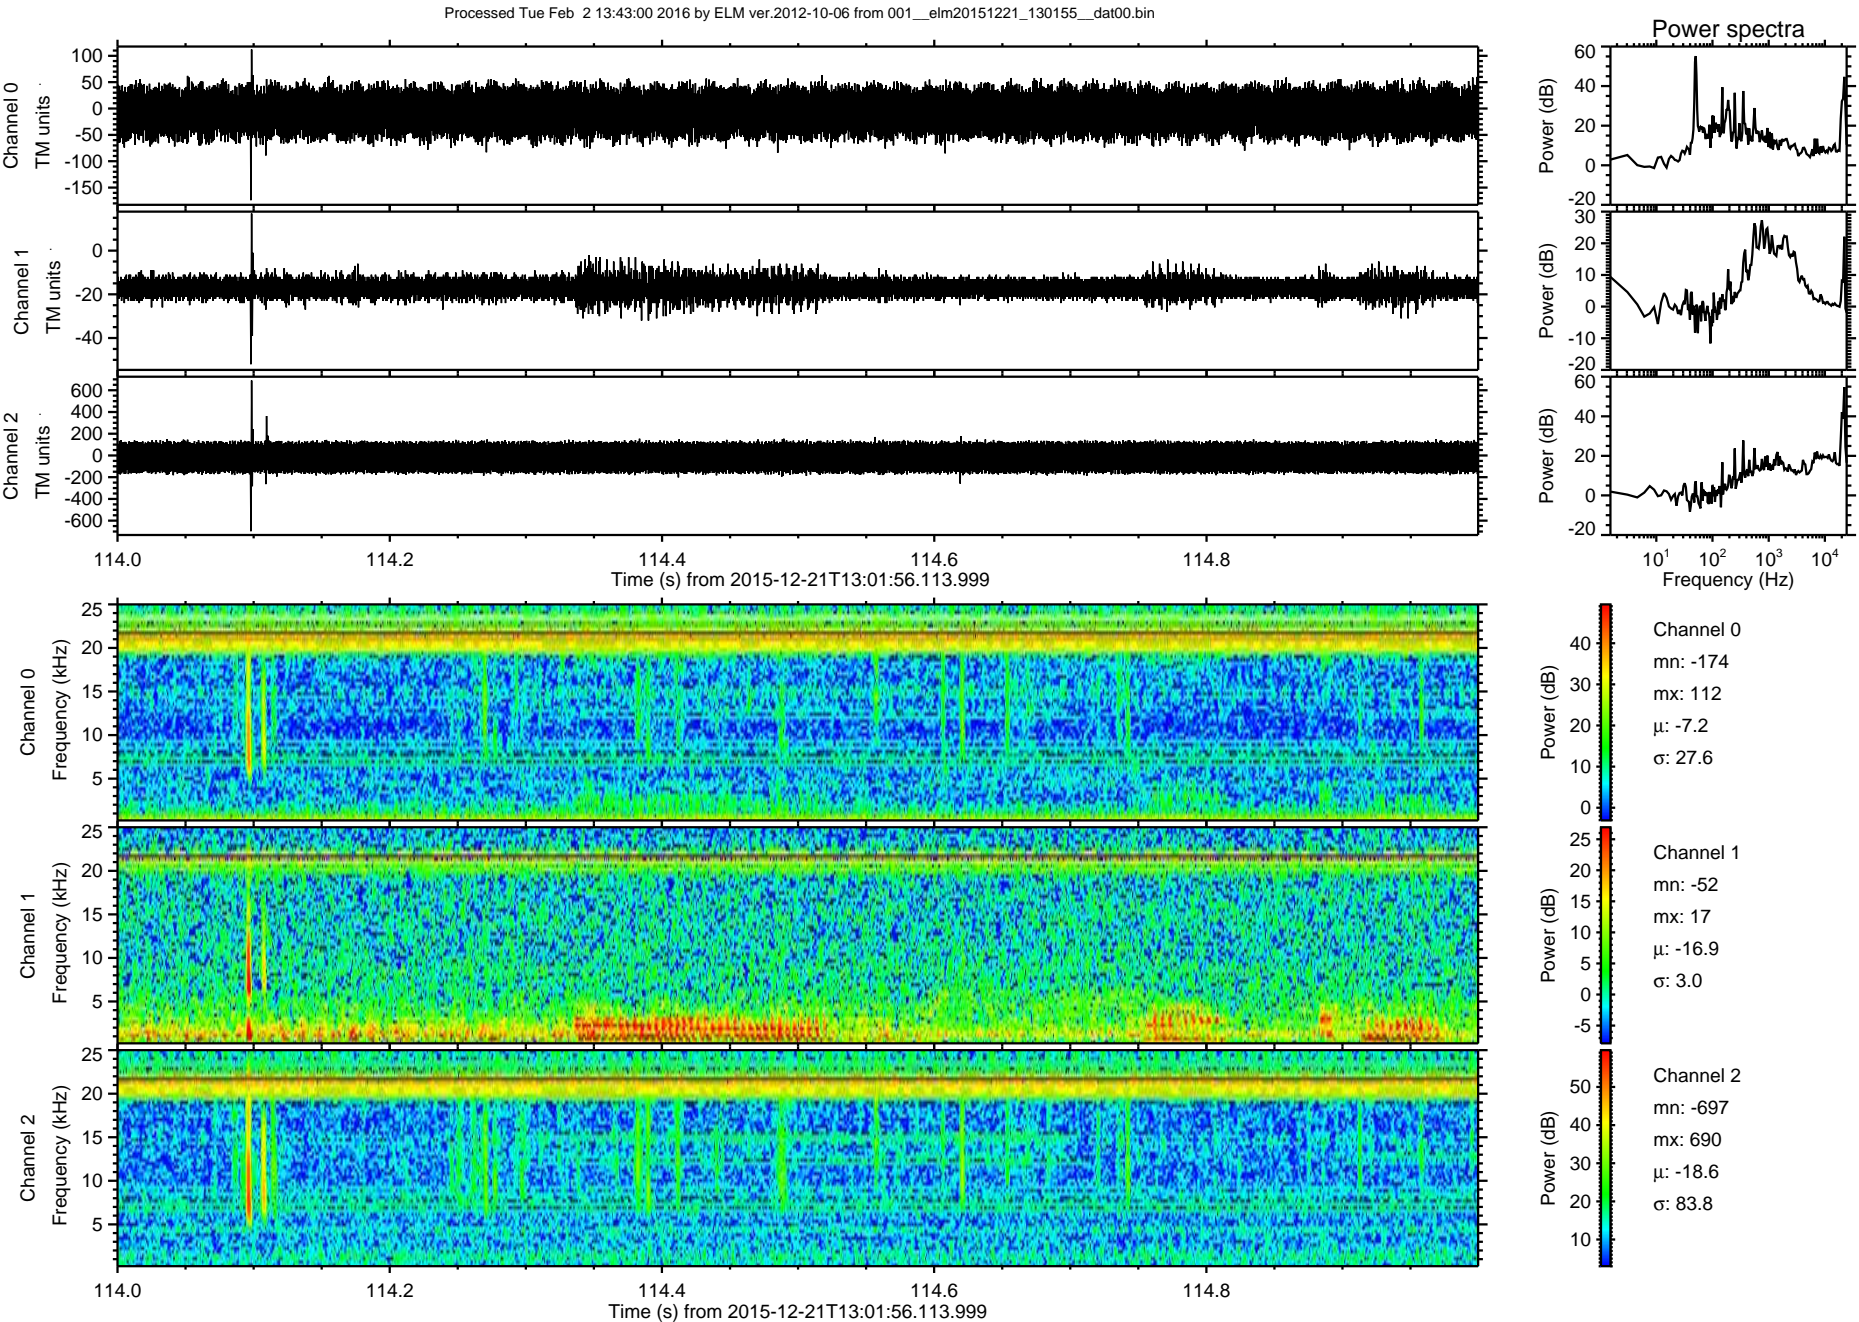 Processed Tue Feb  2 13:43:00 2016 by ELM ver.2012-10-06 from 001__elm20151221_130155__dat00.bin
Power spectra
Channel 0
TM units
100
50
0
-50
-100
-150
Power (dB)
60
40
20
0
-20
Channel 1
TM units
0
-20
-40
Power (dB)
30
20
10
0
-10
-20
Channel 2
TM units
600
400
200
0
-200
-400
-600
Power (dB)
60
40
20
0
-20
114.0 114.2 114.4 114.6 114.8
Time (s) from 2015-12-21T13:01:56.113.999
10^1 10^2 10^3 10^4
Frequency (Hz)
Channel 0
Frequency (kHz)
25
20
15
10
5
Power (dB)
40
30
20
10
0
Channel 0
mn: -174
mx: 112
μ: -7.2
σ: 27.6
Channel 1
Frequency (kHz)
25
20
15
10
5
Power (dB)
25
20
15
10
5
0
-5
Channel 1
mn: -52
mx: 17
μ: -16.9
σ: 3.0
Channel 2
Frequency (kHz)
25
20
15
10
5
Power (dB)
50
40
30
20
10
Channel 2
mn: -697
mx: 690
μ: -18.6
σ: 83.8
114.0 114.2 114.4 114.6 114.8
Time (s) from 2015-12-21T13:01:56.113.999